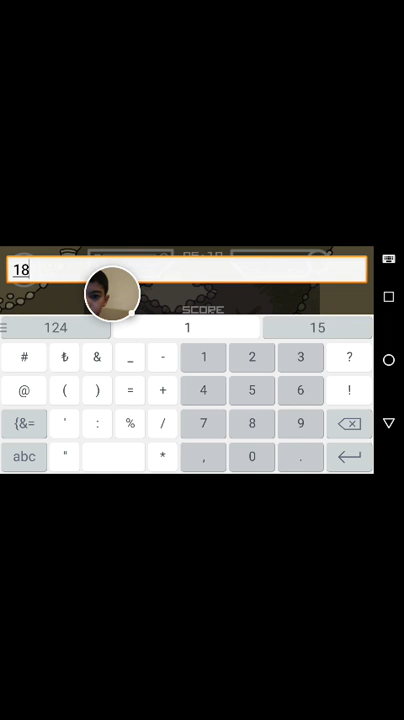 18
SCORE
124 1 15
# ₺ & _ - 1 2 3 ?
@ ( ) = + 4 5 6 !
{&= ' : % / 7 8 9
abc " * , 0 .